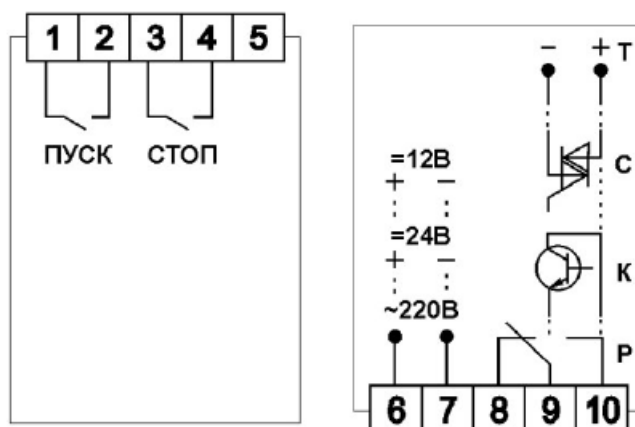 1 2 3 4 5
ПУСК СТОП
- + Т
=12В
+ -
С
=24В
+ -
К
~220В
Р
6 7 8 9 10